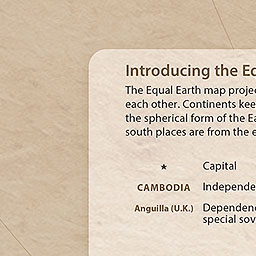 Introducing the Eq
The Equal Earth map projec
each other. Continents kee
the spherical form of the Ea
south places are from the e
★ Capital
CAMBODIA Independe
Anguilla (U.K.) Dependenc
special sov